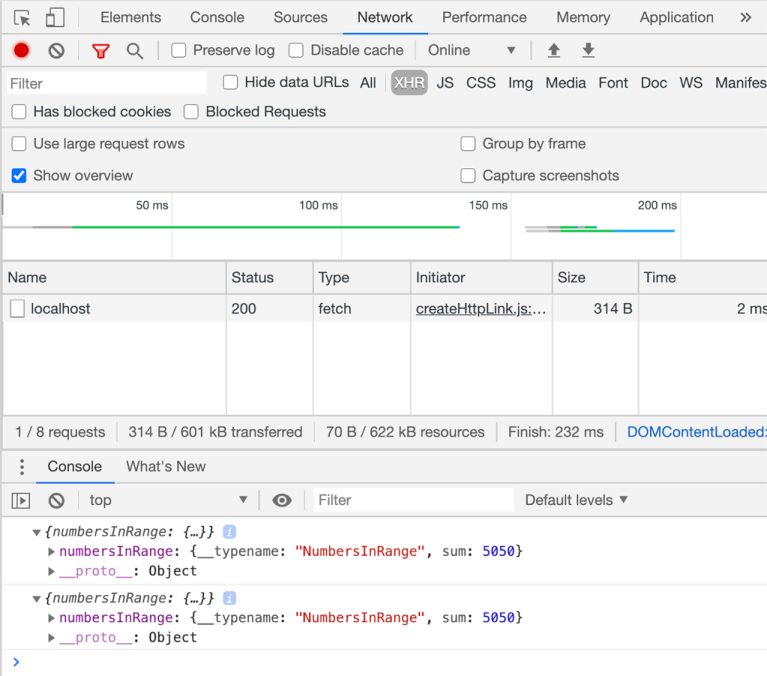 Elements Console Sources Network Performance Memory Application »
Preserve log Disable cache Online ▼
Filter Hide data URLs All XHR JS CSS Img Media Font Doc WS Manifes
Has blocked cookies Blocked Requests
Use large request rows Group by frame
Show overview Capture screenshots
50 ms 100 ms 150 ms 200 ms
Name Status Type Initiator Size Time
localhost 200 fetch createHttpLink.js:… 314 B 2 ms
1 / 8 requests 314 B / 601 kB transferred 70 B / 622 kB resources Finish: 232 ms DOMContentLoaded:
Console What's New
top ▼ Filter Default levels ▼
▼{numbersInRange: {…}} i
▶numbersInRange: {__typename: "NumbersInRange", sum: 5050}
▶__proto__: Object
▼{numbersInRange: {…}} i
▶numbersInRange: {__typename: "NumbersInRange", sum: 5050}
▶__proto__: Object
>